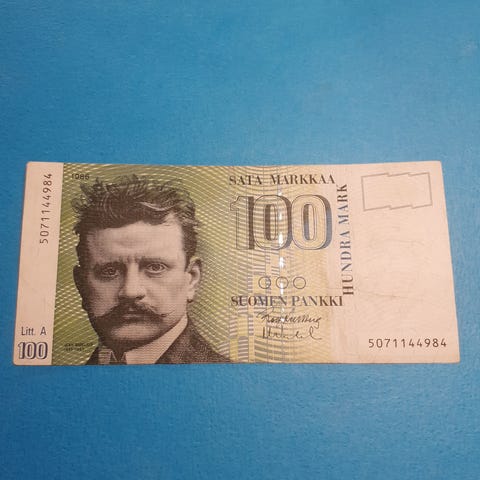 5071144984
1986
SATA MARKKAA
100
HUNDRA MARK
SUOMEN PANKKI
Litt. A
100
5071144984